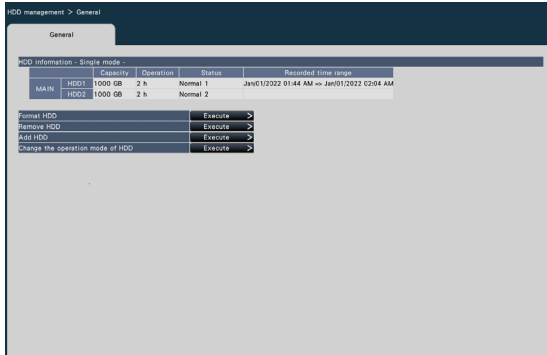 HDD management > General
General
HDD information - Single mode -
Capacity Operation Status Recorded time range
MAIN HDD1 1000 GB 2 h Normal 1 Jan/01/2022 01:44 AM => Jan/01/2022 02:04 AM
HDD2 1000 GB 2 h Normal 2
Format HDD Execute >
Remove HDD Execute >
Add HDD Execute >
Change the operation mode of HDD Execute >